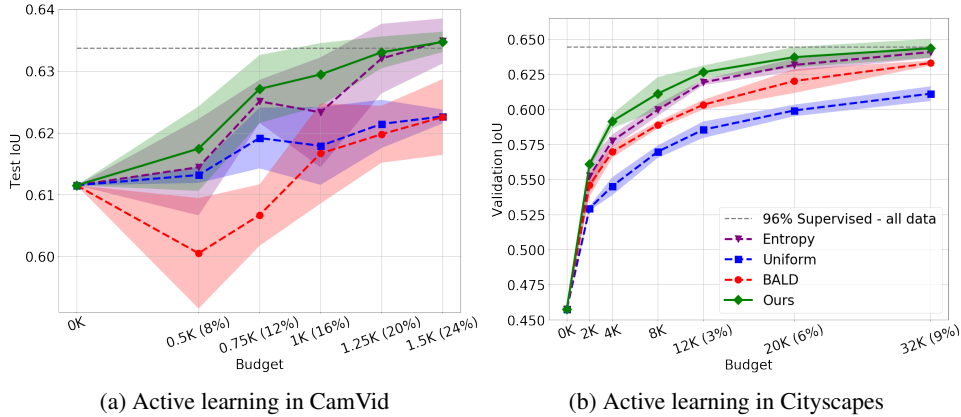 0.64
0.63
0.62
0.61
0.60
Test IoU
0K
0.5K (8%)
0.75K (12%)
1K (16%)
1.25K (20%)
1.5K (24%)
Budget
(a) Active learning in CamVid
0.650
0.625
0.600
0.575
0.550
0.525
0.500
0.475
0.450
Validation IoU
96% Supervised - all data
Entropy
Uniform
BALD
Ours
0K
2K
4K
8K
12K (3%)
20K (6%)
32K (9%)
Budget
(b) Active learning in Cityscapes